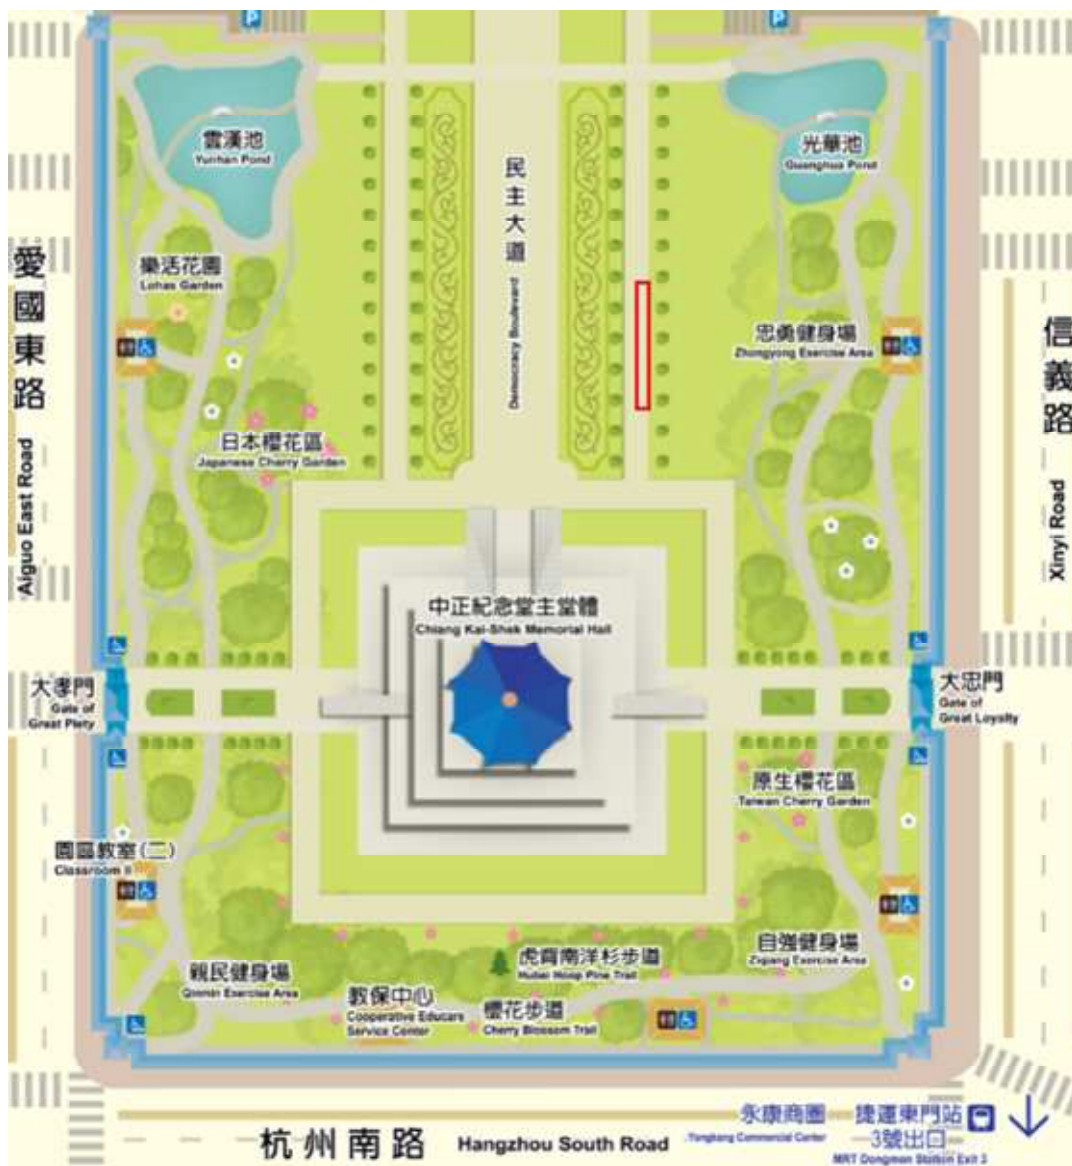 P
P
雲漢池
Yunhan Pond
光華池
Guanghua Pond
民主大道
Democracy Boulevard
愛國東路
Aiguo East Road
樂活花園
Lohas Garden
忠勇健身場
Zhongyong Exercise Area
信義路
Xinyi Road
日本櫻花區
Japanese Cherry Garden
中正紀念堂主堂體
Chiang Kai-Shek Memorial Hall
大孝門
Gate of
Great Piety
大忠門
Gate of
Great Loyalty
原生櫻花區
Taiwan Cherry Garden
園區教室(二)
Classroom II
自強健身場
Ziqiang Exercise Area
虎背南洋杉步道
Hubei Hoop Pine Trail
親民健身場
Qinmin Exercise Area
教保中心
Cooperative Educare
Service Center
櫻花步道
Cherry Blossom Trail
永康商圈
Yongkang Commercial Center
捷運東門站
3號出口
MRT Dongmen Station Exit 3
杭州南路 Hangzhou South Road